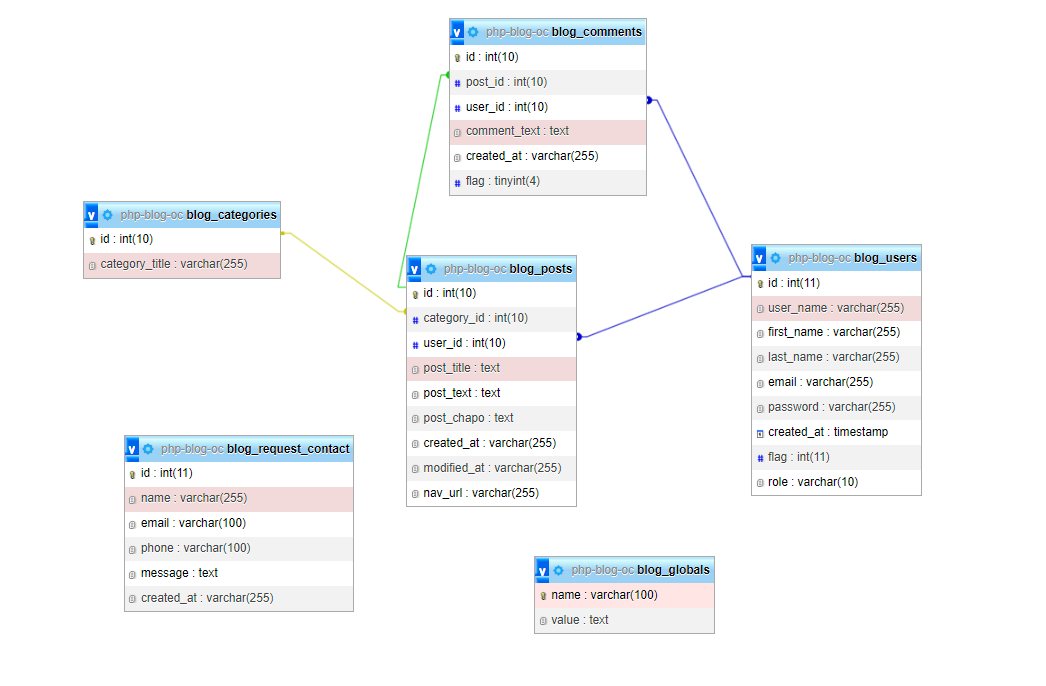 php-blog-oc blog_comments
id : int(10)
post_id : int(10)
user_id : int(10)
comment_text : text
created_at : varchar(255)
flag : tinyint(4)
php-blog-oc blog_categories
id : int(10)
category_title : varchar(255)
php-blog-oc blog_posts
id : int(10)
category_id : int(10)
user_id : int(10)
post_title : text
post_text : text
post_chapo : text
created_at : varchar(255)
modified_at : varchar(255)
nav_url : varchar(255)
php-blog-oc blog_users
id : int(11)
user_name : varchar(255)
first_name : varchar(255)
last_name : varchar(255)
email : varchar(255)
password : varchar(255)
created_at : timestamp
flag : int(11)
role : varchar(10)
php-blog-oc blog_request_contact
id : int(11)
name : varchar(255)
email : varchar(100)
phone : varchar(100)
message : text
created_at : varchar(255)
php-blog-oc blog_globals
name : varchar(100)
value : text